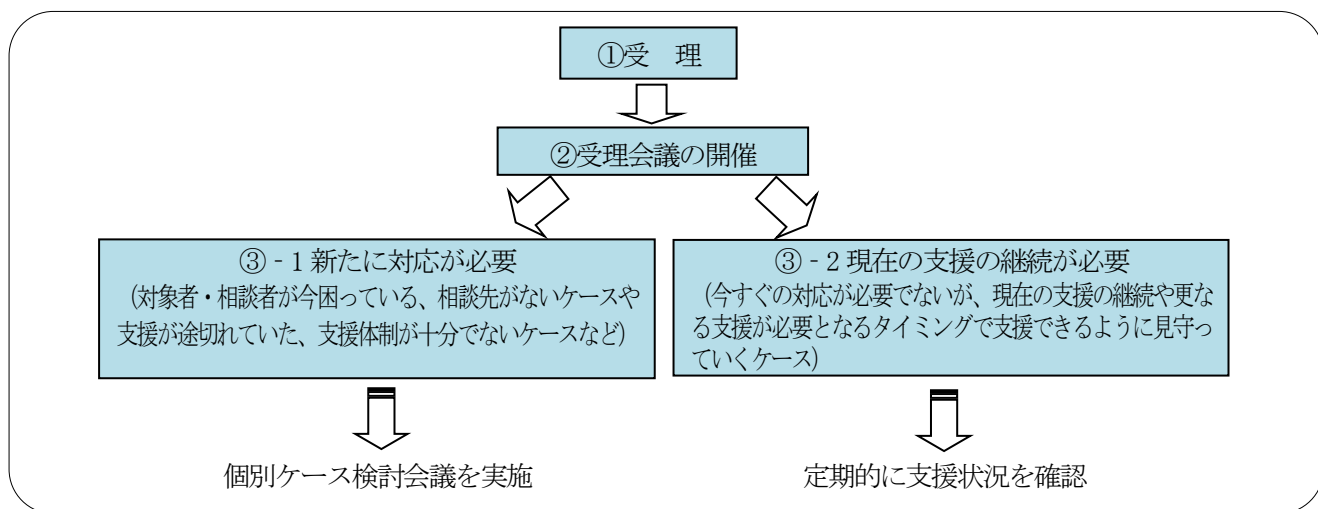 ①受　理
②受理会議の開催
③‐1 新たに対応が必要
（対象者・相談者が今困っている、相談先がないケースや
支援が途切れていた、支援体制が十分でないケースなど）
③‐2 現在の支援の継続が必要
（今すぐの対応が必要でないが、現在の支援の継続や更な
る支援が必要となるタイミングで支援できるように見守っ
ていくケース）
個別ケース検討会議を実施
定期的に支援状況を確認